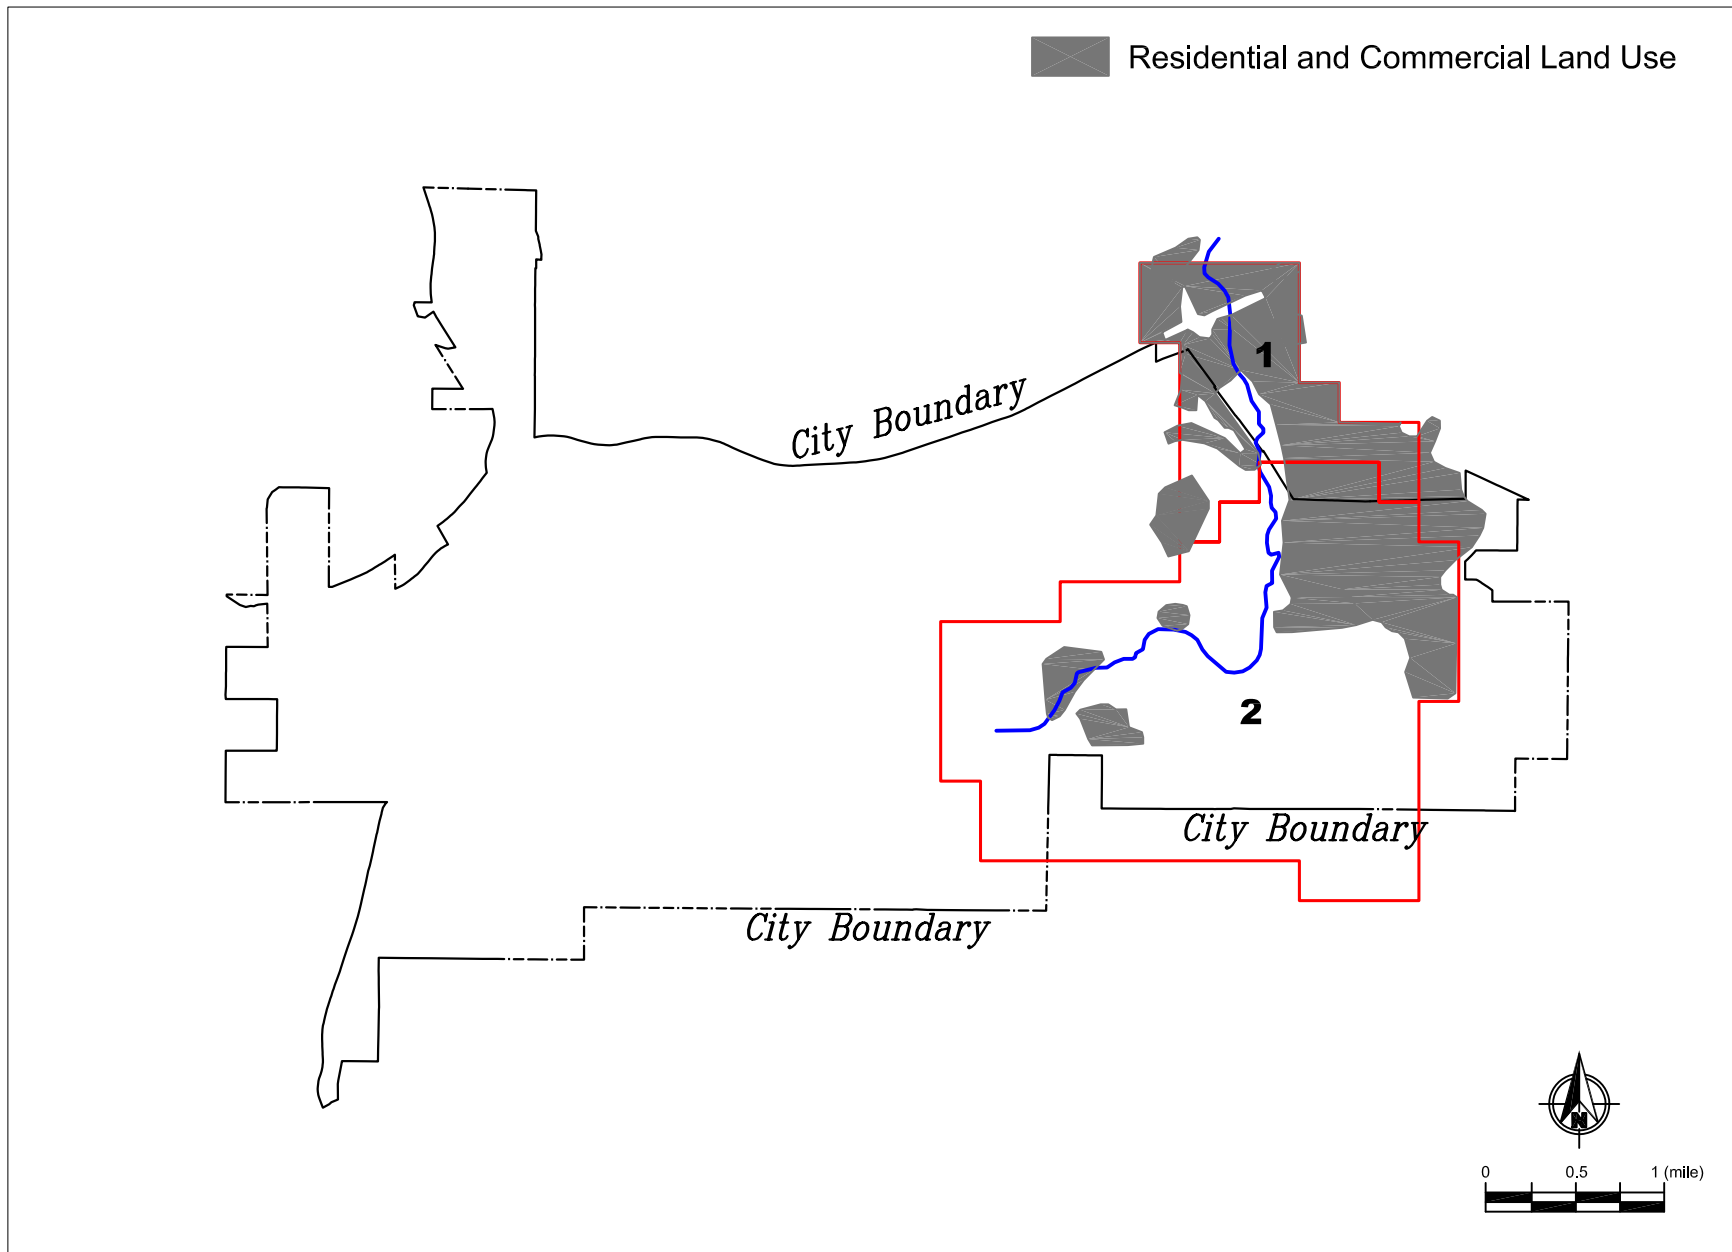 Residential and Commercial Land Use
1
City Boundary
2
City Boundary
City Boundary
N
0 0.5 1 (mile)